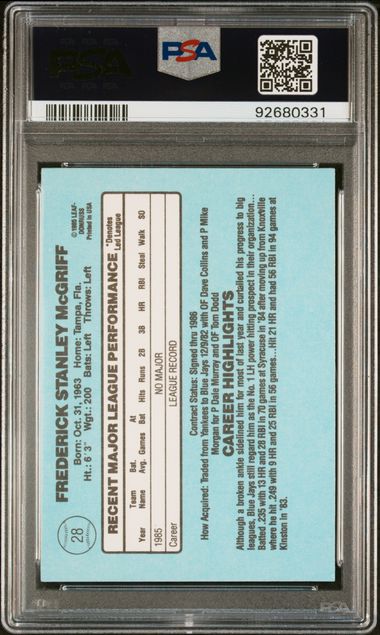 PSA
PSA
92680331
28
FREDERICK STANLEY McGRIFF
Born: Oct. 31, 1963 Home: Tampa, Fla.
Ht.: 6' 3" Wgt.: 200 Bats: Left Throws: Left
© 1986 LEAF-
DONRUSS
Printed in USA
RECENT MAJOR LEAGUE PERFORMANCE
*Denotes
Led League
Team Bat. At
Year Name Avg. Games Bat Hits Runs 2B 3B HR RBI Steal Walk SO
1985 NO MAJOR
Career LEAGUE RECORD
Contract Status: Signed thru 1986
How Acquired: Traded from Yankees to Blue Jays 12/9/82 with OF Dave Collins and P Mike
Morgan for P Dale Murray and OF Tom Dodd
CAREER HIGHLIGHTS
Although a broken ankle sidelined him for most of last year and curtailed his progress to big
leagues, Blue Jays still regard him as the No. 1 LH power hitting prospect in their organization...
Batted .235 with 13 HR and 28 RBI in 70 games at Syracuse in '84 after moving up from Knoxville
where he hit .249 with 9 HR and 25 RBI in 56 games... Hit 21 HR and had 56 RBI in 94 games at
Kinston in '83.